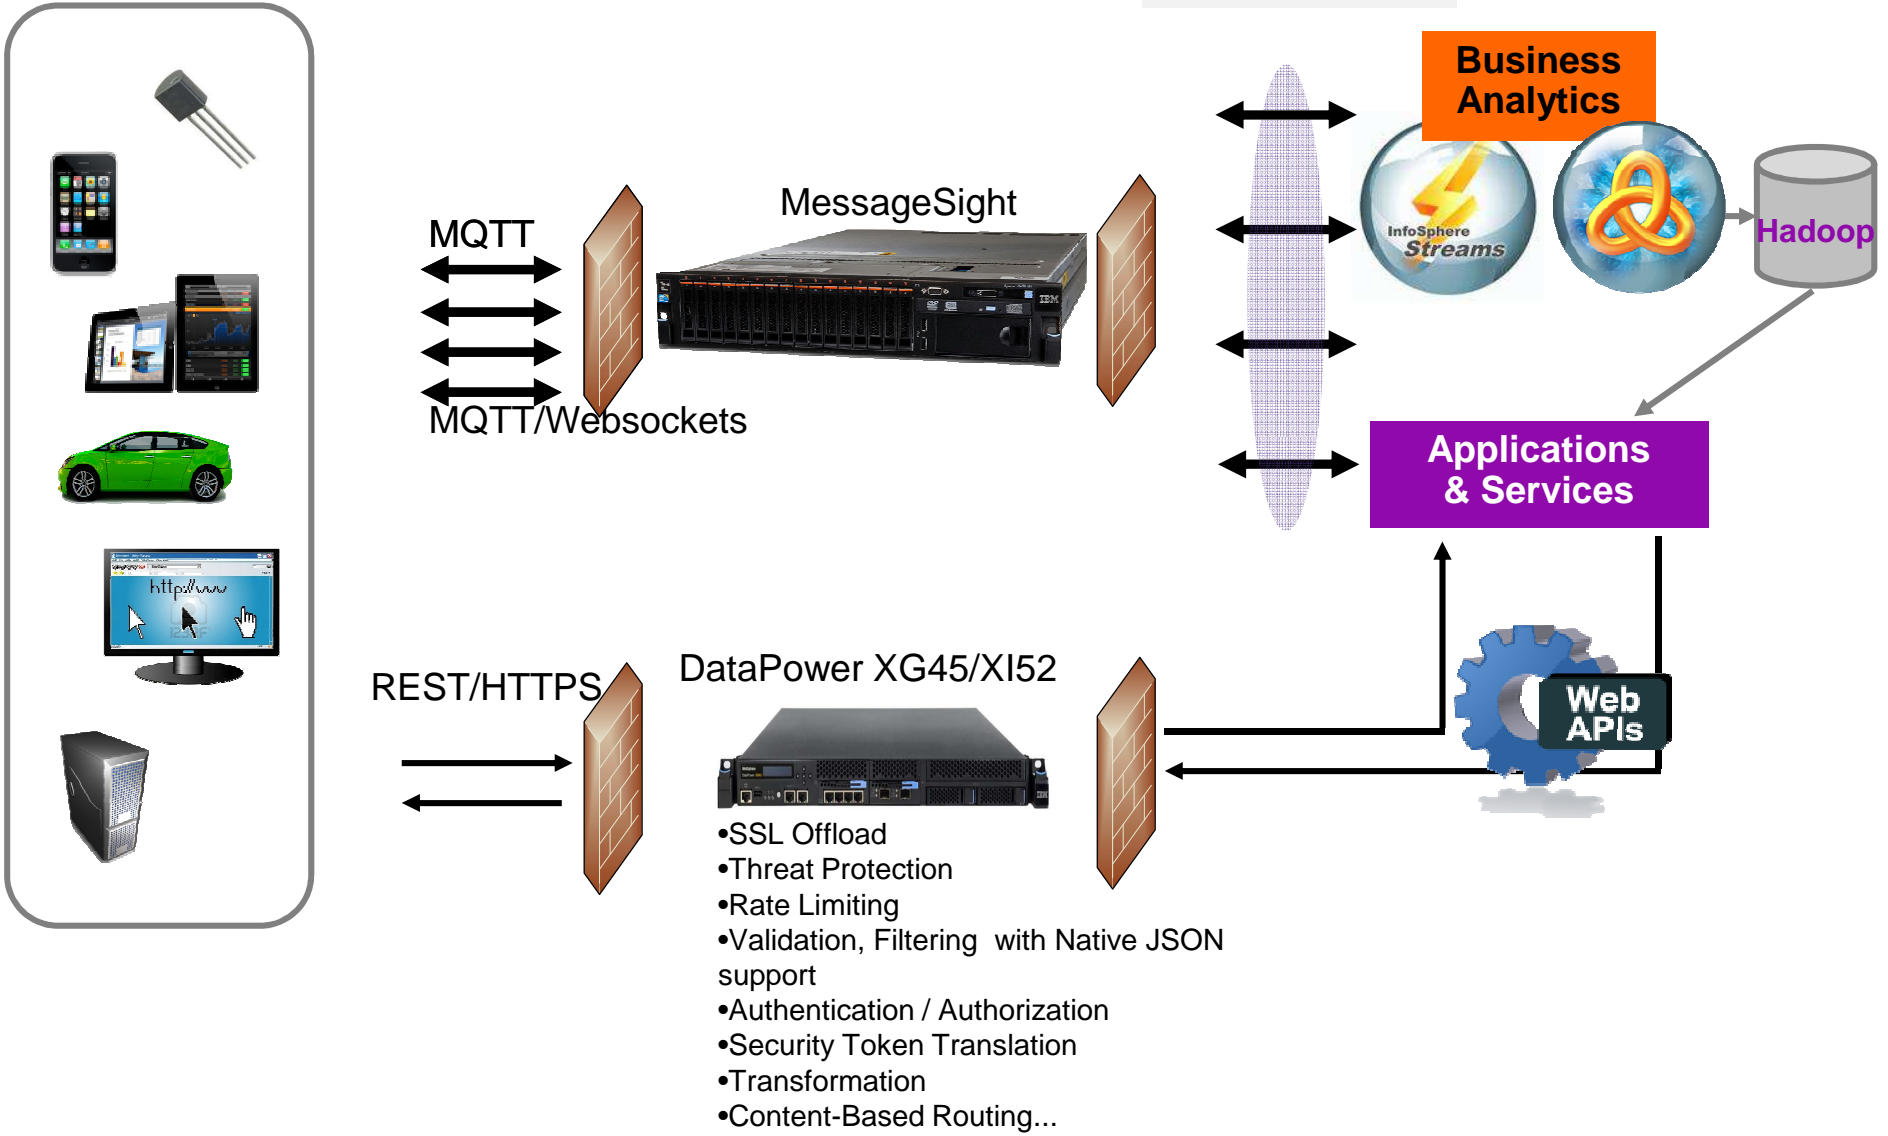 Business
Analytics
MessageSight
MQTT
InfoSphere
Streams
Hadoop
IBM
MQTT/Websockets
Applications
& Services
http://www
REST/HTTPS
DataPower XG45/XI52
Web
APIs
IBM
•SSL Offload
•Threat Protection
•Rate Limiting
•Validation, Filtering with Native JSON
support
•Authentication / Authorization
•Security Token Translation
•Transformation
•Content-Based Routing...